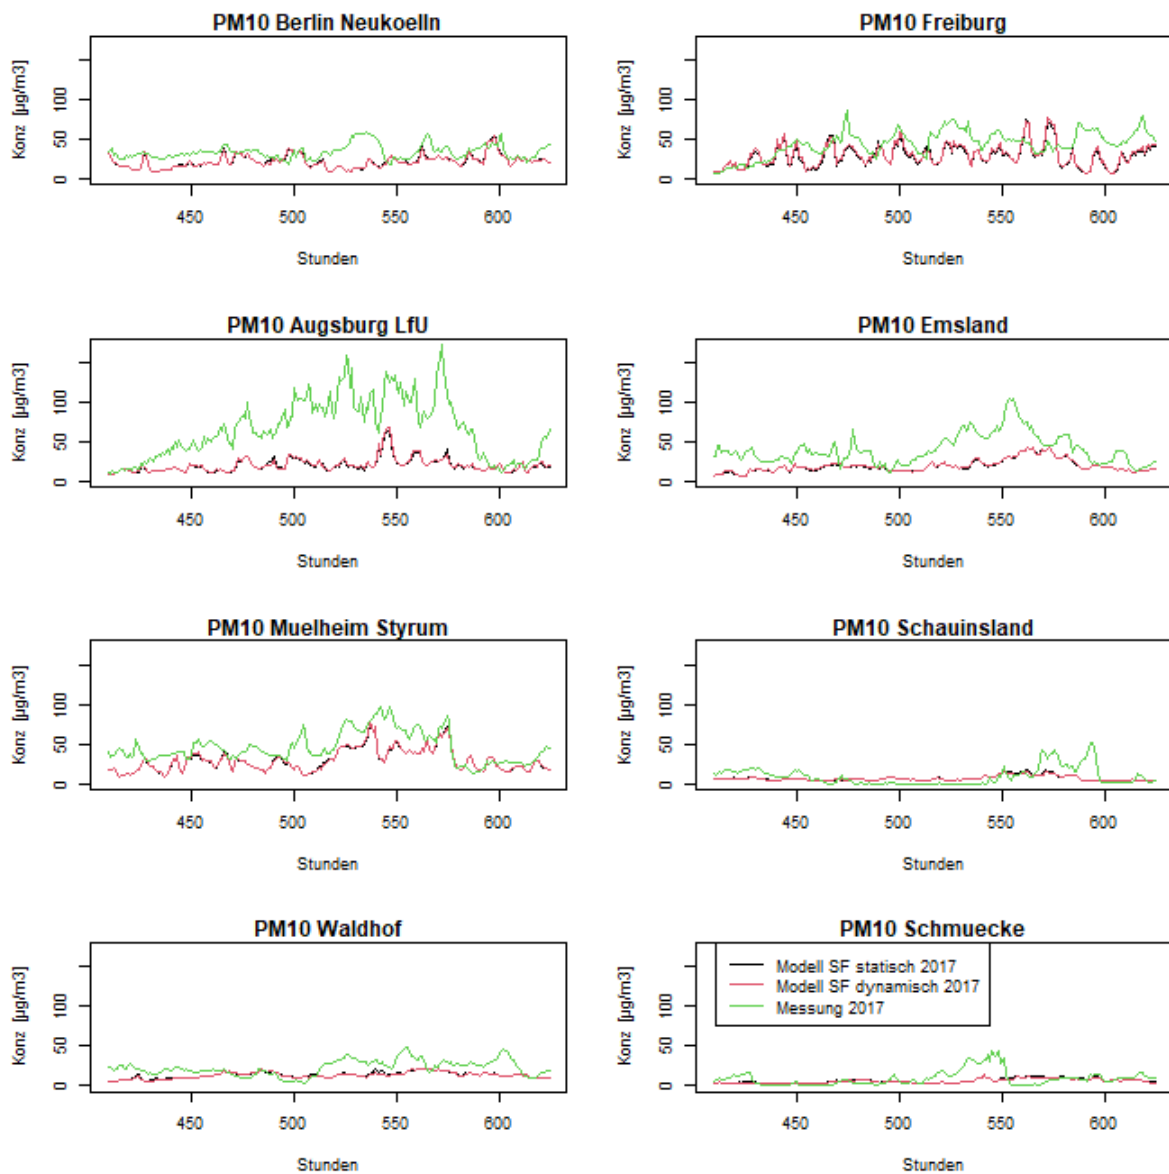 PM10 Berlin Neukoelln
Konz [µg/m3]
0 50 100
450 500 550 600
Stunden
PM10 Freiburg
Konz [µg/m3]
0 50 100
450 500 550 600
Stunden
PM10 Augsburg LfU
Konz [µg/m3]
0 50 100
450 500 550 600
Stunden
PM10 Emsland
Konz [µg/m3]
0 50 100
450 500 550 600
Stunden
PM10 Muelheim Styrum
Konz [µg/m3]
0 50 100
450 500 550 600
Stunden
PM10 Schauinsland
Konz [µg/m3]
0 50 100
450 500 550 600
Stunden
PM10 Waldhof
Konz [µg/m3]
0 50 100
450 500 550 600
Stunden
PM10 Schmuecke
Modell SF statisch 2017
Modell SF dynamisch 2017
Messung 2017
Konz [µg/m3]
0 50 100
450 500 550 600
Stunden